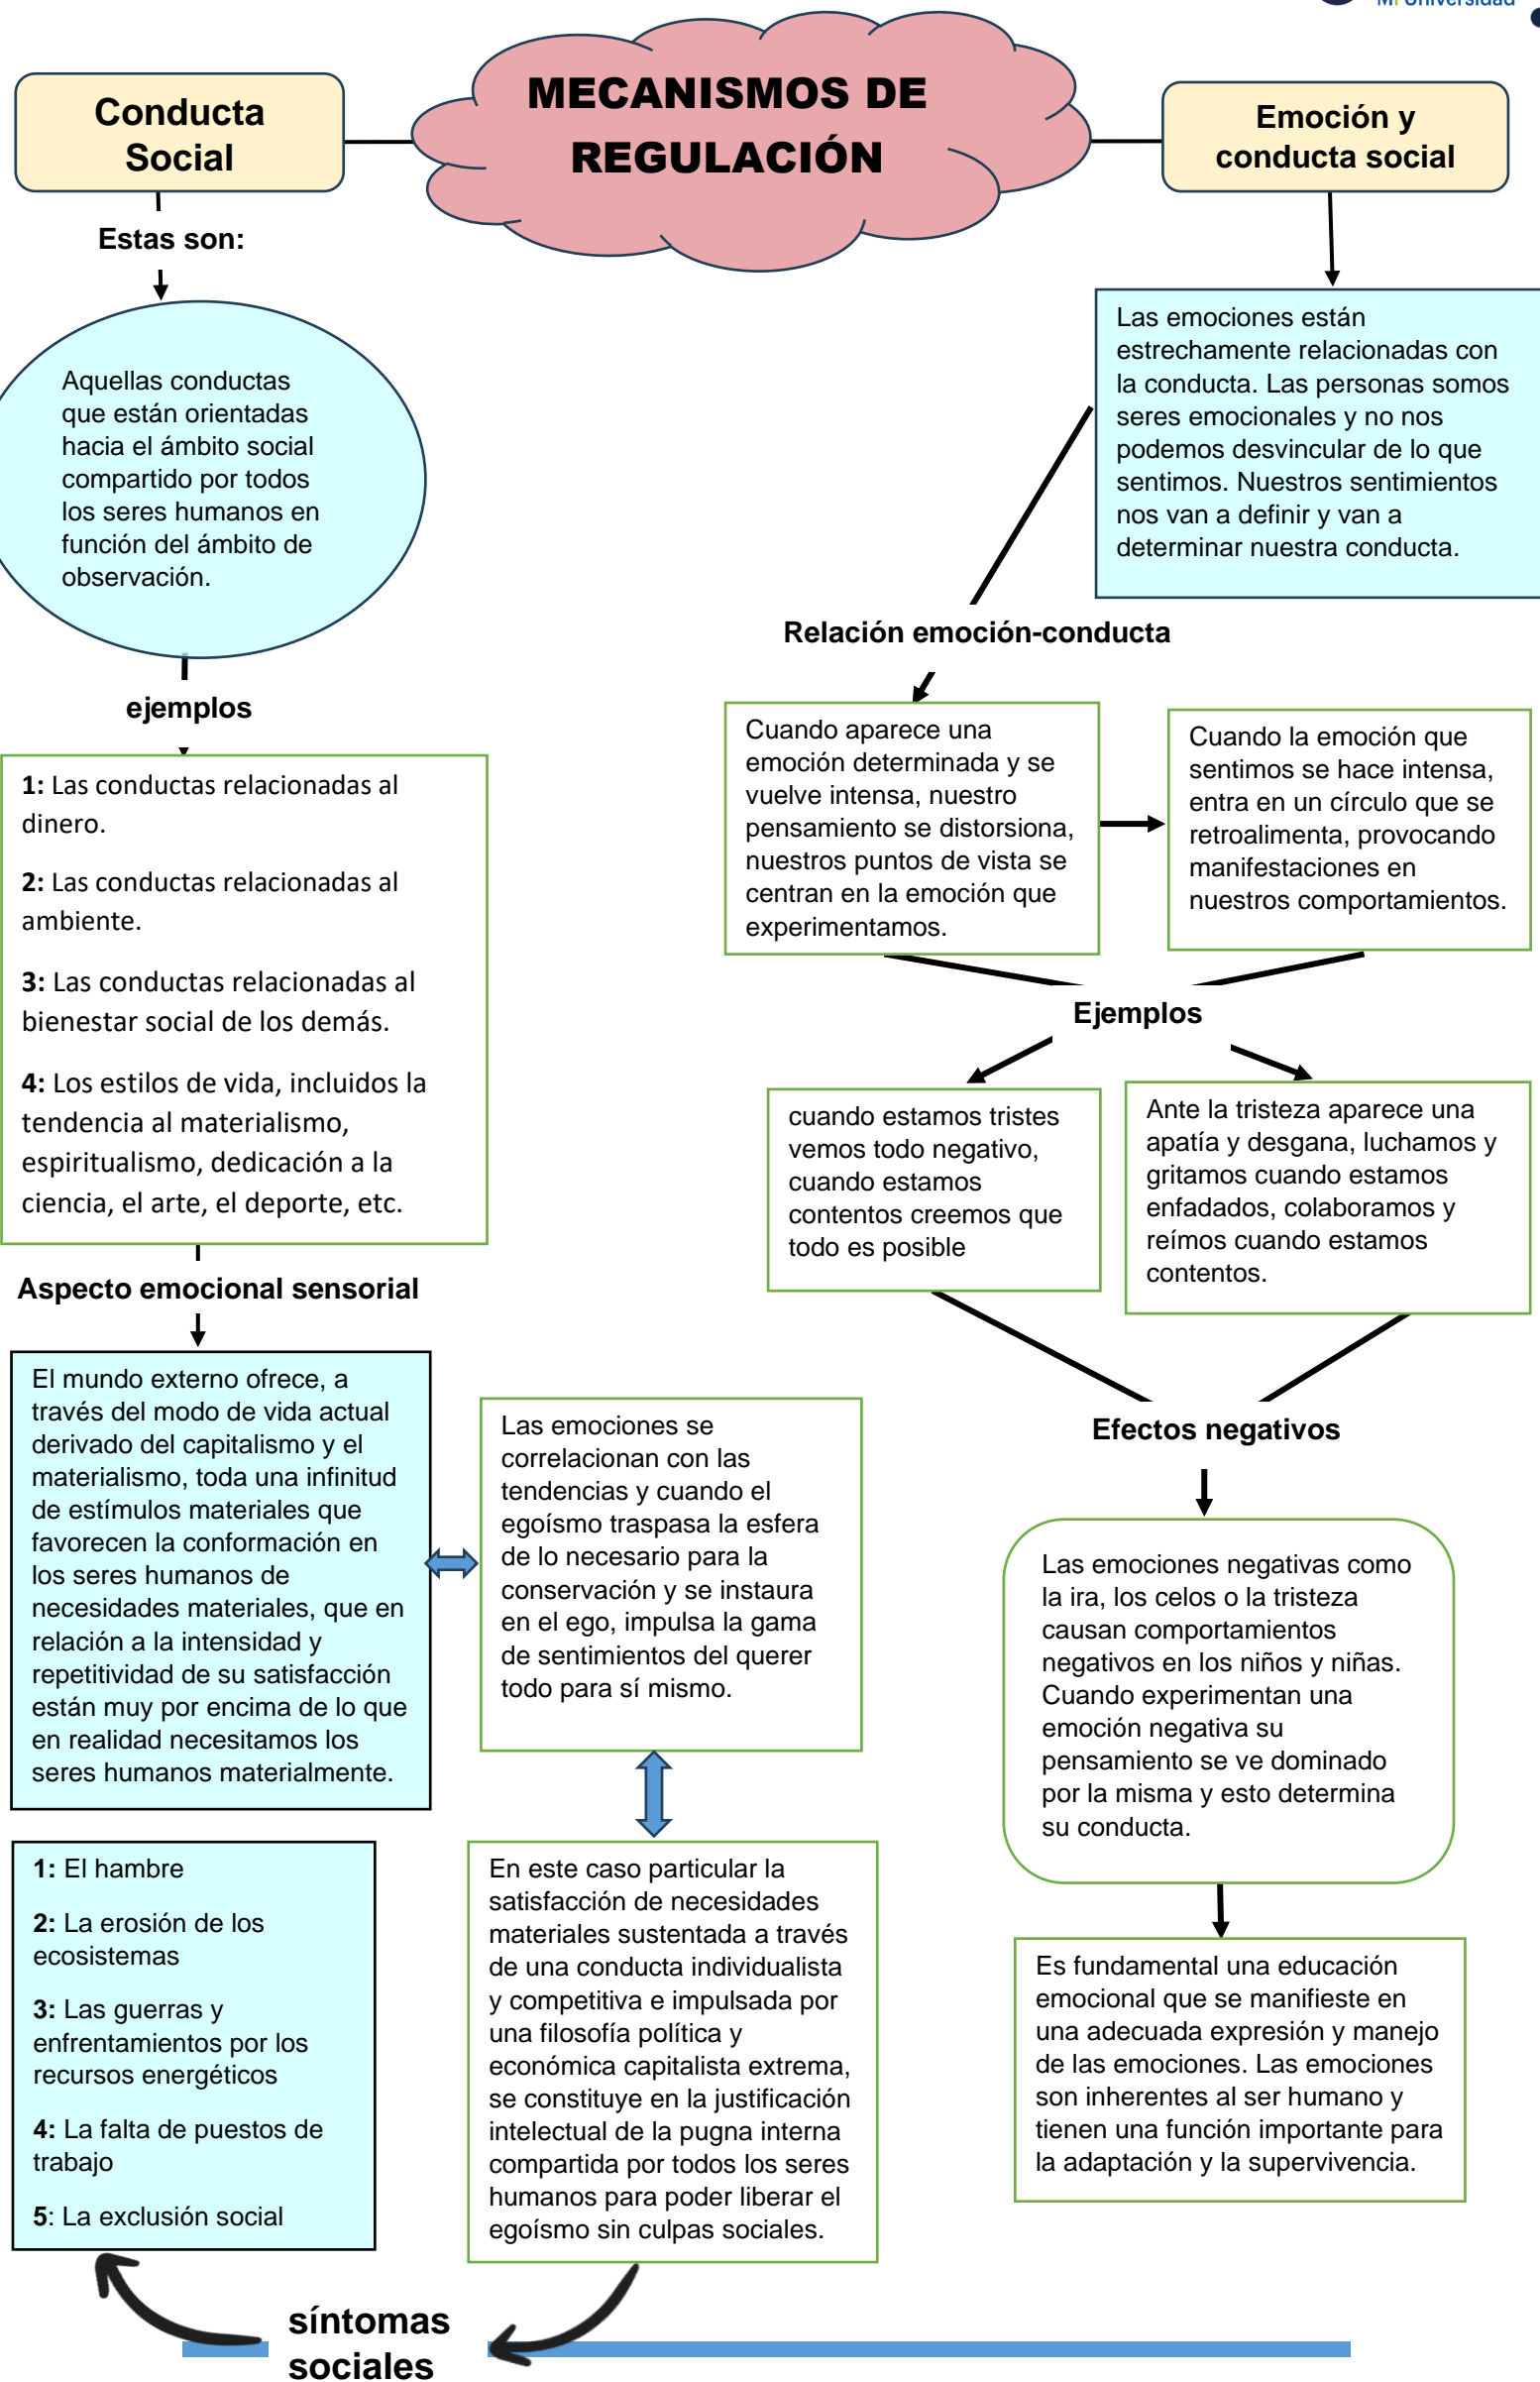 Mi Universidad
MECANISMOS DE
REGULACIÓN
Conducta
Social
Estas son:
Aquellas conductas
que están orientadas
hacia el ámbito social
compartido por todos
los seres humanos en
función del ámbito de
observación.
ejemplos
1: Las conductas relacionadas al
dinero.
2: Las conductas relacionadas al
ambiente.
3: Las conductas relacionadas al
bienestar social de los demás.
4: Los estilos de vida, incluidos la
tendencia al materialismo,
espiritualismo, dedicación a la
ciencia, el arte, el deporte, etc.
Aspecto emocional sensorial
El mundo externo ofrece, a
través del modo de vida actual
derivado del capitalismo y el
materialismo, toda una infinitud
de estímulos materiales que
favorecen la conformación en
los seres humanos de
necesidades materiales, que en
relación a la intensidad y
repetitividad de su satisfacción
están muy por encima de lo que
en realidad necesitamos los
seres humanos materialmente.
Las emociones se
correlacionan con las
tendencias y cuando el
egoísmo traspasa la esfera
de lo necesario para la
conservación y se instaura
en el ego, impulsa la gama
de sentimientos del querer
todo para sí mismo.
En este caso particular la
satisfacción de necesidades
materiales sustentada a través
de una conducta individualista
y competitiva e impulsada por
una filosofía política y
económica capitalista extrema,
se constituye en la justificación
intelectual de la pugna interna
compartida por todos los seres
humanos para poder liberar el
egoísmo sin culpas sociales.
síntomas
sociales
1: El hambre
2: La erosión de los
ecosistemas
3: Las guerras y
enfrentamientos por los
recursos energéticos
4: La falta de puestos de
trabajo
5: La exclusión social
Emoción y
conducta social
Las emociones están
estrechamente relacionadas con
la conducta. Las personas somos
seres emocionales y no nos
podemos desvincular de lo que
sentimos. Nuestros sentimientos
nos van a definir y van a
determinar nuestra conducta.
Relación emoción-conducta
Cuando aparece una
emoción determinada y se
vuelve intensa, nuestro
pensamiento se distorsiona,
nuestros puntos de vista se
centran en la emoción que
experimentamos.
Cuando la emoción que
sentimos se hace intensa,
entra en un círculo que se
retroalimenta, provocando
manifestaciones en
nuestros comportamientos.
Ejemplos
cuando estamos tristes
vemos todo negativo,
cuando estamos
contentos creemos que
todo es posible
Ante la tristeza aparece una
apatía y desgana, luchamos y
gritamos cuando estamos
enfadados, colaboramos y
reímos cuando estamos
contentos.
Efectos negativos
Las emociones negativas como
la ira, los celos o la tristeza
causan comportamientos
negativos en los niños y niñas.
Cuando experimentan una
emoción negativa su
pensamiento se ve dominado
por la misma y esto determina
su conducta.
Es fundamental una educación
emocional que se manifieste en
una adecuada expresión y manejo
de las emociones. Las emociones
son inherentes al ser humano y
tienen una función importante para
la adaptación y la supervivencia.